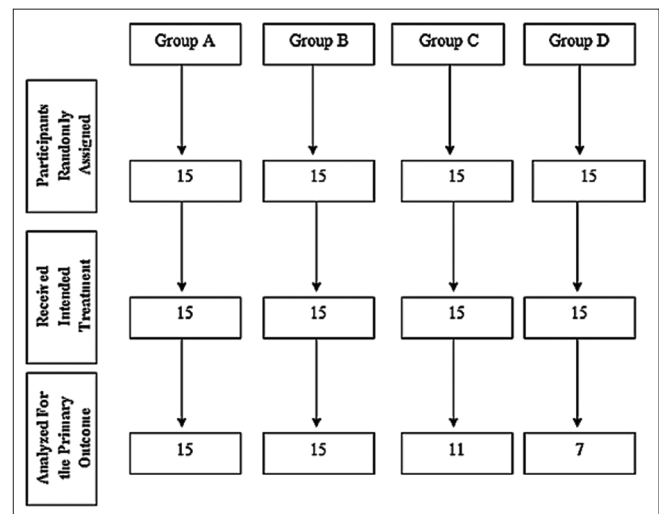 Group A Group B Group C Group D
Participants
Randomly
Assigned
15 15 15 15
Received
Intended
Treatment
15 15 15 15
Analyzed For
the Primary
Outcome
15 15 11 7